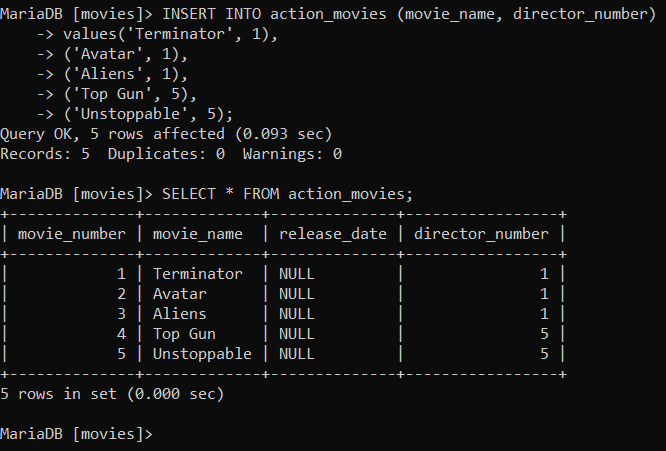 MariaDB [movies]> INSERT INTO action_movies (movie_name, director_number)
    -> values('Terminator', 1),
    -> ('Avatar', 1),
    -> ('Aliens', 1),
    -> ('Top Gun', 5),
    -> ('Unstoppable', 5);
Query OK, 5 rows affected (0.093 sec)
Records: 5  Duplicates: 0  Warnings: 0

MariaDB [movies]> SELECT * FROM action_movies;
+--------------+-------------+--------------+-----------------+
| movie_number | movie_name  | release_date | director_number |
+--------------+-------------+--------------+-----------------+
|            1 | Terminator  | NULL         |               1 |
|            2 | Avatar      | NULL         |               1 |
|            3 | Aliens      | NULL         |               1 |
|            4 | Top Gun     | NULL         |               5 |
|            5 | Unstoppable | NULL         |               5 |
+--------------+-------------+--------------+-----------------+
5 rows in set (0.000 sec)

MariaDB [movies]>